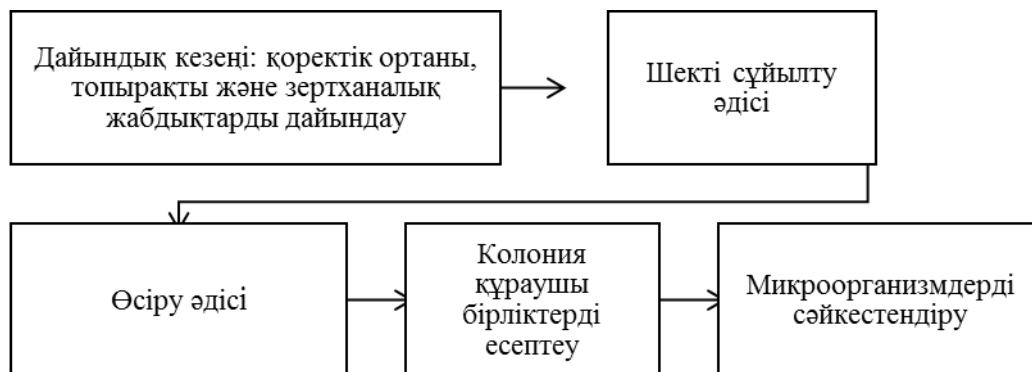 Дайындық кезеңі: қоректік ортаны,
топырақты және зертханалық
жабдықтарды дайындау
Шекті сұйылту
әдісі
Өсіру әдісі
Колония
құраушы
бірліктерді
есептеу
Микроорганизмдерді
сәйкестендіру